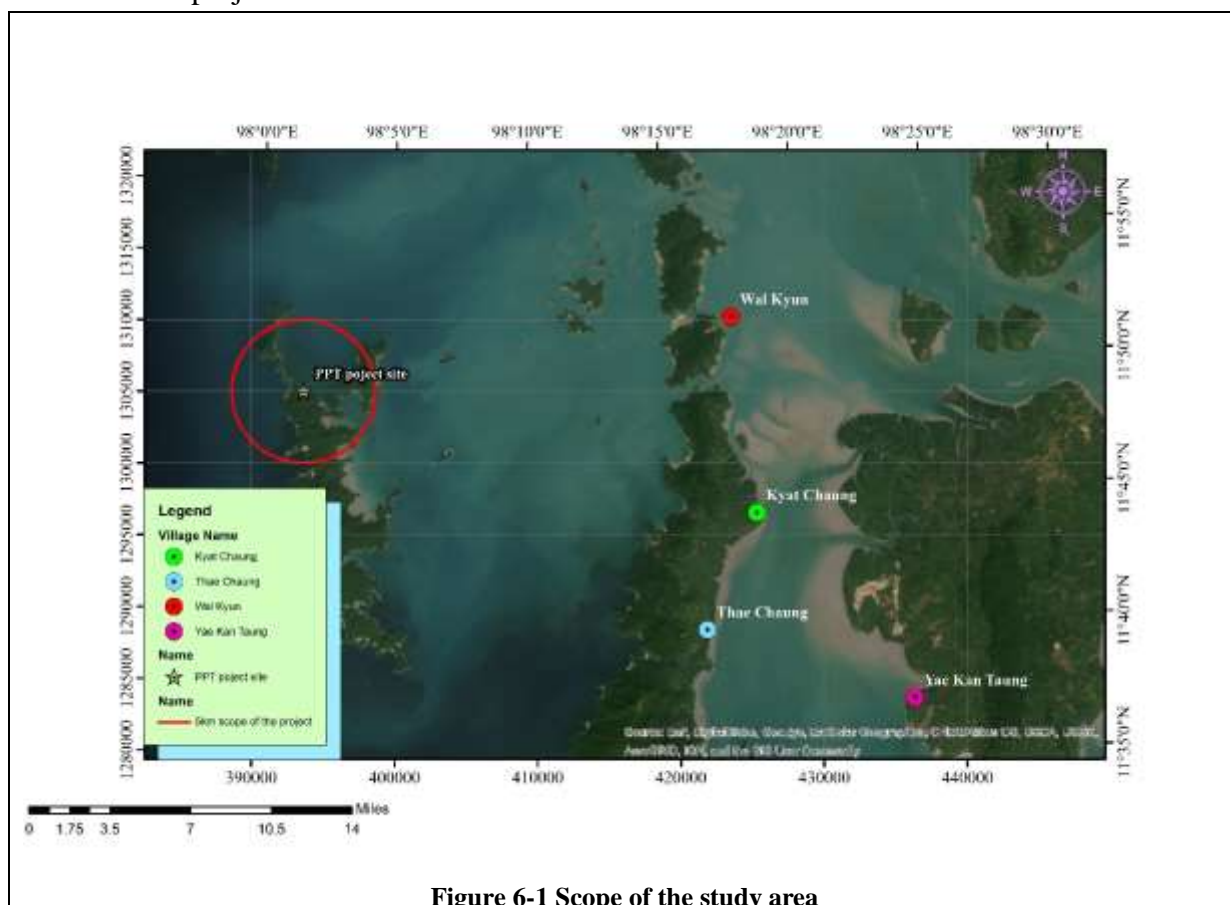 98°0'0"E 98°5'0"E 98°10'0"E 98°15'0"E 98°20'0"E 98°25'0"E 98°30'0"E
1320000
1315000
1310000
1305000
1300000
1295000
1290000
1285000
1280000
11°55'0"N
11°50'0"N
11°45'0"N
11°40'0"N
11°35'0"N
W E
Wal Kyun
PPT poject site
Kyat Chaung
Thae Chaung
Yae Kan Taung
Legend
Village Name
Kyat Chaung
Thae Chaung
Wal Kyun
Yae Kan Taung
Name
PPT poject site
Name
5km scope of the project
390000 400000 410000 420000 430000 440000
Miles
0 1.75 3.5 7 10.5 14
Figure 6-1 Scope of the study area